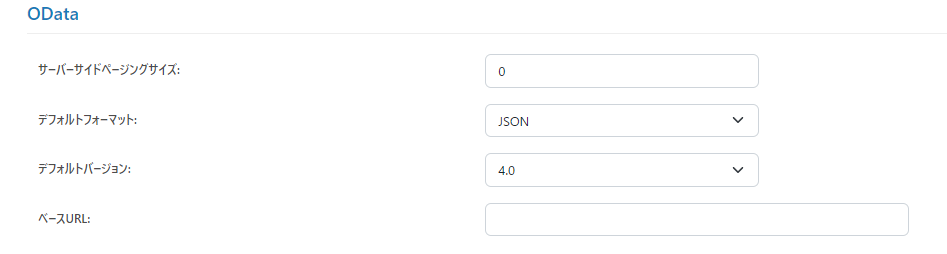 OData
サーバーサイドページングサイズ: 0
デフォルトフォーマット: JSON
デフォルトバージョン: 4.0
ベースURL: